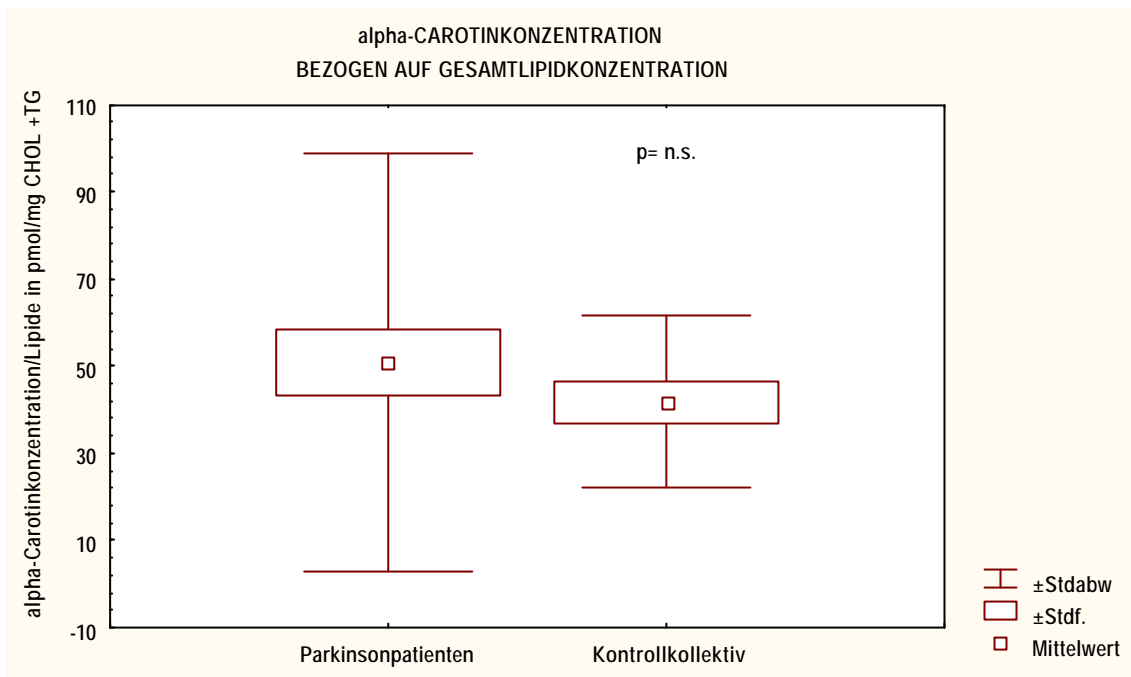 alpha-CAROTINKONZENTRATION
BEZOGEN AUF GESAMTLIPIDKONZENTRATION
alpha-Carotinkonzentration/Lipide in pmol/mg CHOL +TG
110
90
70
50
30
10
-10
p= n.s.
Parkinsonpatienten
Kontrollkollektiv
±Stdabw
±Stdf.
Mittelwert